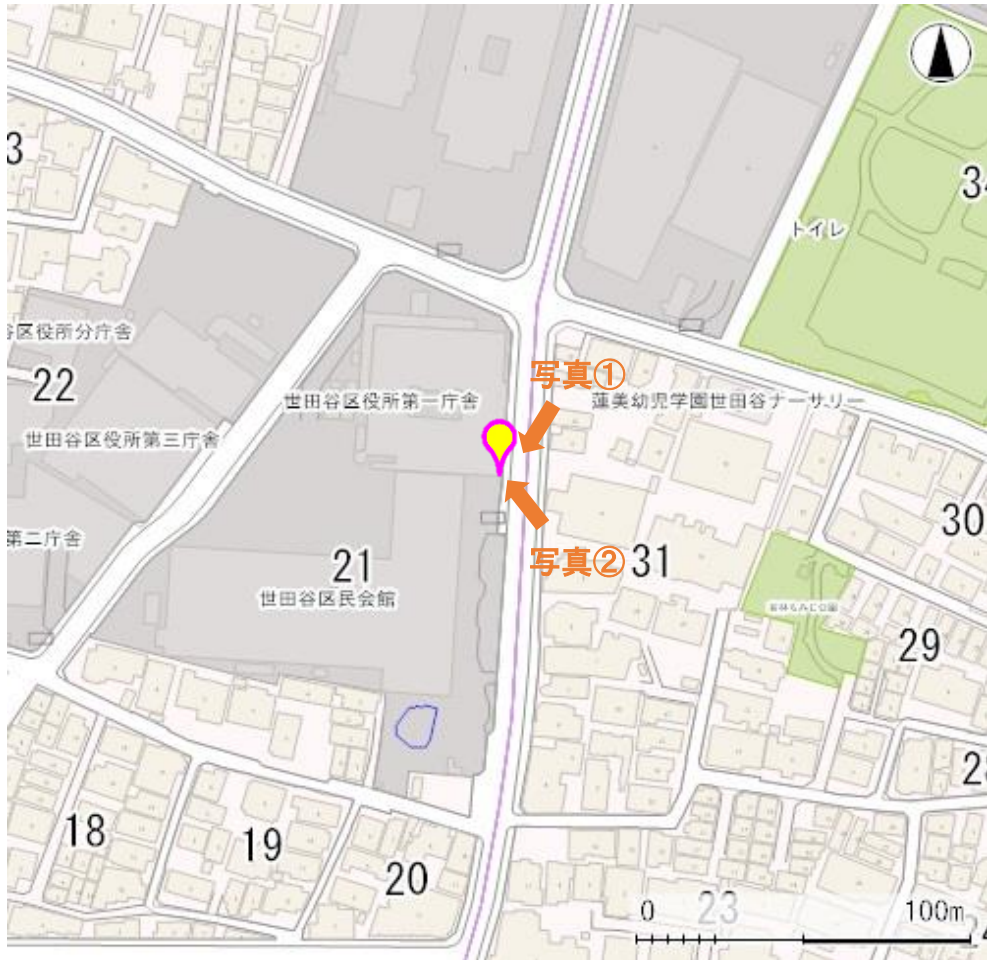 3
34
トイレ
谷区役所分庁舎
22
写真①
世田谷区役所第一庁舎
蓮美幼児学園世田谷ナーサリー
世田谷区役所第三庁舎
30
第二庁舎
写真②
31
21
世田谷区民会館
29
18
19
20
23
0
100m